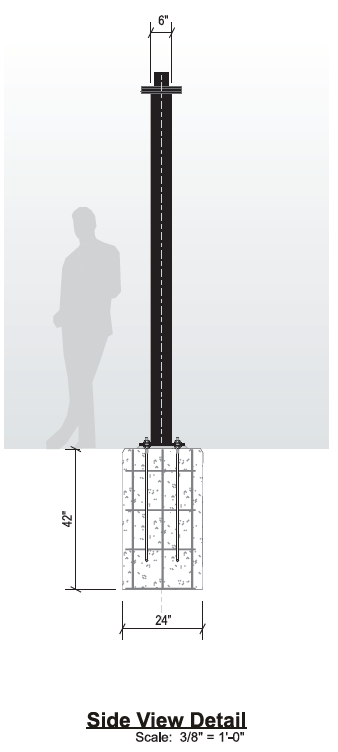 6"
42"
24"
Side View Detail
Scale: 3/8" = 1'-0"